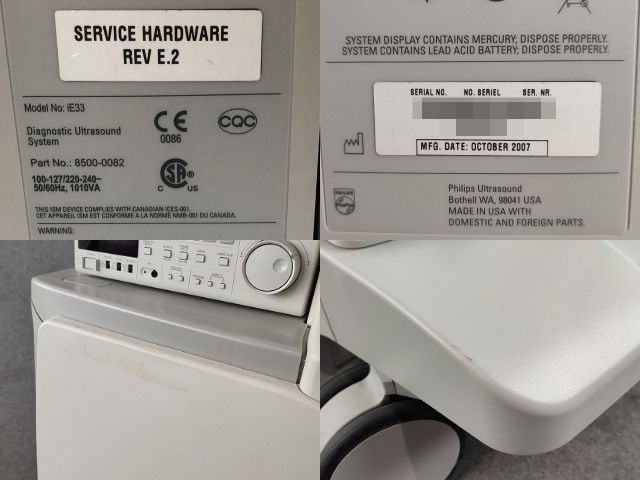 SERVICE HARDWARE
REV E.2
Model No: iE33
Diagnostic Ultrasound
System
CE
0086
CQC
Part No.: 8500-0082
100-127/220-240~
50/60Hz, 1010VA
C US
THIS ISM DEVICE COMPLIES WITH CANADIAN ICES-001.
CET APPAREIL ISM EST CONFORME A LA NORME NMB-001 DU CANADA.
WARNING:
SYSTEM DISPLAY CONTAINS MERCURY; DISPOSE PROPERLY.
SYSTEM CONTAINS LEAD ACID BATTERY; DISPOSE PROPERLY.
SERIAL NO. NO. SERIEL SER. NR.
MFG. DATE: OCTOBER 2007
PHILIPS
Philips Ultrasound
Bothell WA, 98041 USA
MADE IN USA WITH
DOMESTIC AND FOREIGN PARTS.